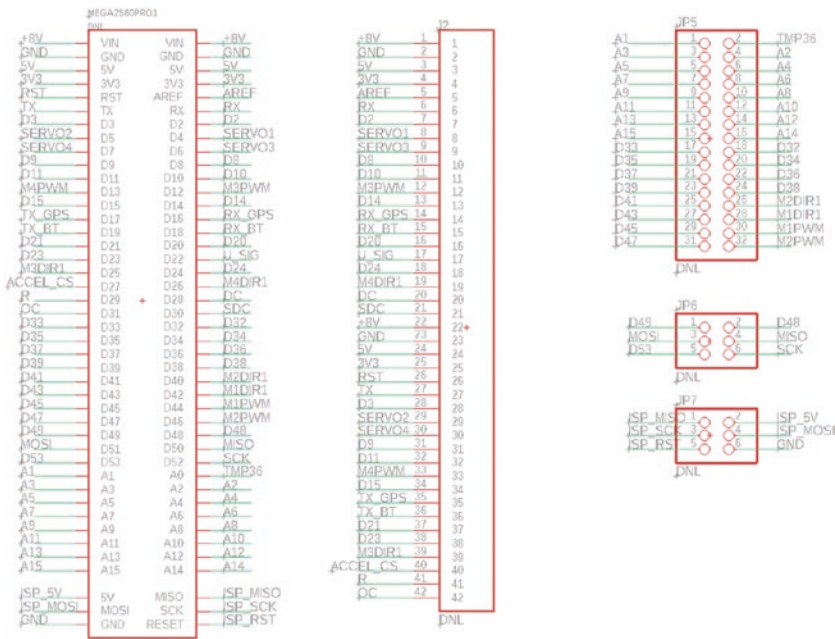 MEGA2560PRO1
DNL
+8V VIN VIN +8V
GND GND GND GND
5V 5V 5V 5V
3V3 3V3 3V3 3V3
RST RST AREF AREF
TX TX RX RX
D3 D3 D2 D2
SERVO2 D5 D4 SERVO1
SERVO4 D7 D6 SERVO3
D9 D9 D8 D8
D11 D11 D10 D10
M4PWM D13 D12 M3PWM
D15 D15 D14 D14
TX_GPS D17 D16 RX_GPS
TX_BT D19 D18 RX_BT
D21 D21 D20 D20
D23 D23 D22 U_SIG
M3DIR1 D25 D24 D24
ACCEL_CS D27 D26 M4DIR1
R D29 D28 DC
OC D31 D30 SDC
D33 D33 D32 D32
D35 D35 D34 D34
D37 D37 D36 D36
D39 D39 D38 D38
D41 D41 D40 M2DIR1
D43 D43 D42 M1DIR1
D45 D45 D44 M1PWM
D47 D47 D46 M2PWM
D49 D49 D48 D48
MOSI D51 D50 MISO
D53 D53 D52 SCK
A1 A1 A0 TMP36
A3 A3 A2 A2
A5 A5 A4 A4
A7 A7 A6 A6
A9 A9 A8 A8
A11 A11 A10 A10
A13 A13 A12 A12
A15 A15 A14 A14
ISP_5V 5V MISO ISP_MISO
ISP_MOSI MOSI SCK ISP_SCK
GND GND RESET ISP_RST
J2
+8V 1 1
GND 2 2
5V 3 3
3V3 4 4
AREF 5 5
RX 6 6
D2 7 7
SERVO1 8 8
SERVO3 9 9
D8 10 10
D10 11 11
M3PWM 12 12
D14 13 13
RX_GPS 14 14
RX_BT 15 15
D20 16 16
U_SIG 17 17
D24 18 18
M4DIR1 19 19
DC 20 20
SDC 21 21
+8V 22 22
GND 23 23
5V 24 24
3V3 25 25
RST 26 26
TX 27 27
D3 28 28
SERVO2 29 29
SERVO4 30 30
D9 31 31
D11 32 32
M4PWM 33 33
D15 34 34
TX_GPS 35 35
TX_BT 36 36
D21 37 37
D23 38 38
M3DIR1 39 39
ACCEL_CS 40 40
R 41 41
OC 42 42
DNL
JP5
A1 1 2 TMP36
A3 3 4 A2
A5 5 6 A4
A7 7 8 A6
A9 9 10 A8
A11 11 12 A10
A13 13 14 A12
A15 15 16 A14
D33 17 18 D32
D35 19 20 D34
D37 21 22 D36
D39 23 24 D38
D41 25 26 M2DIR1
D43 27 28 M1DIR1
D45 29 30 M1PWM
D47 31 32 M2PWM
DNL
JP6
D49 1 2 D48
MOSI 3 4 MISO
D53 5 6 SCK
DNL
JP7
ISP_MISO 1 2 ISP_5V
ISP_SCK 3 4 ISP_MOSI
ISP_RST 5 6 GND
DNL